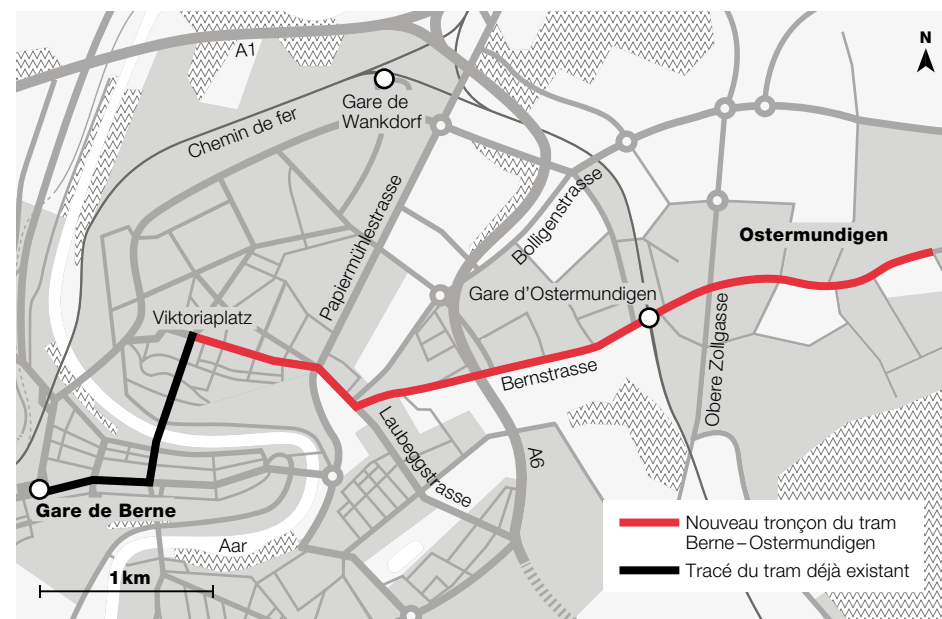 N
A1
Gare de
Wankdorf
Chemin de fer
Papiermühlestrasse
Bolligenstrasse
Ostermundigen
Gare d'Ostermundigen
Viktoriaplatz
Obere Zollgasse
Bernstrasse
Laubeggstrasse
A6
Gare de Berne
Aar
1 km
Nouveau tronçon du tram
Berne – Ostermundigen
Tracé du tram déjà existant